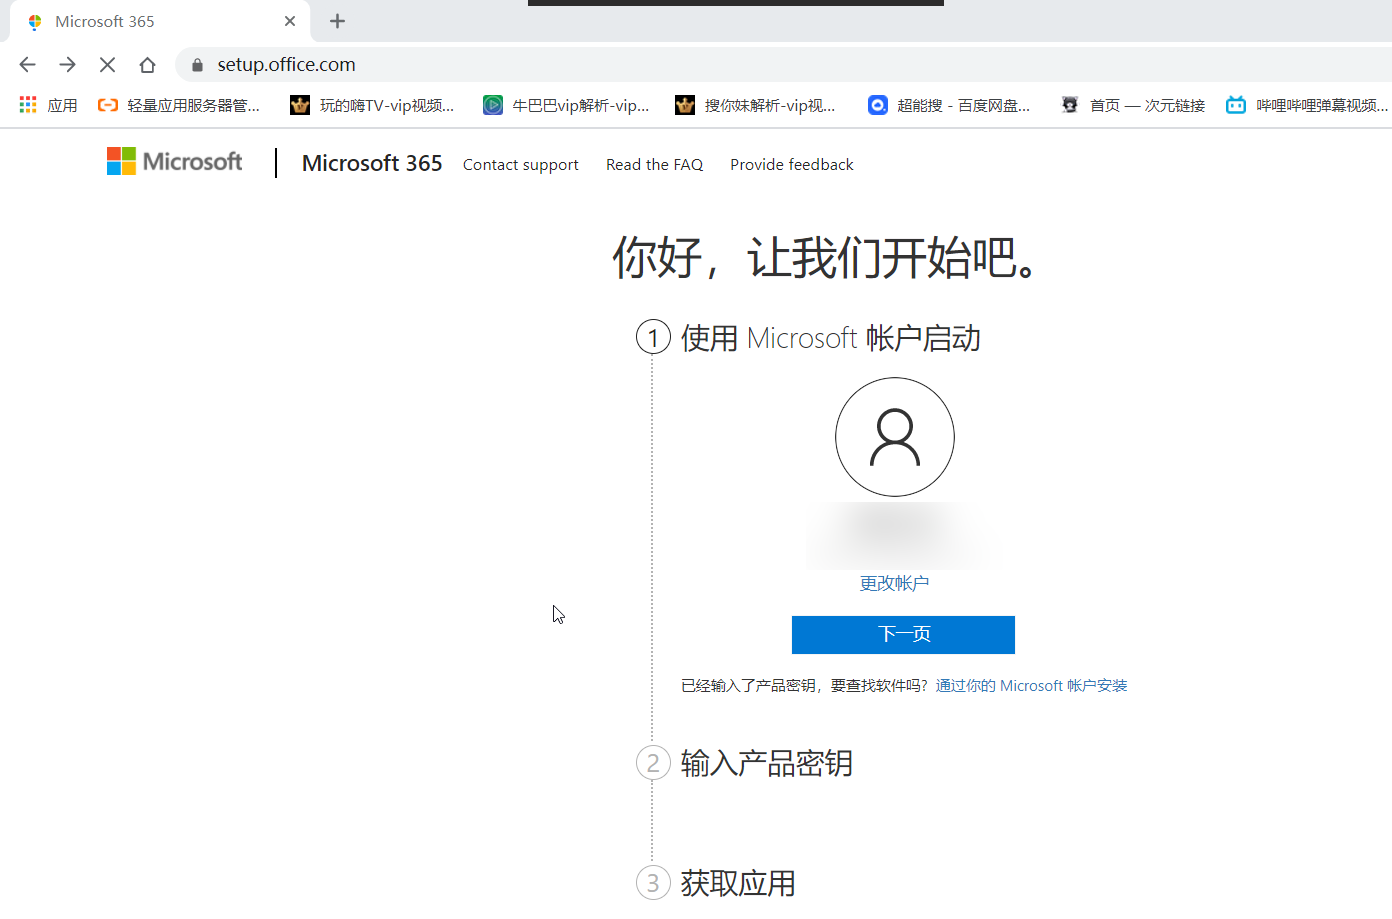 Microsoft 365
setup.office.com
应用 轻量应用服务器管... 玩的嗨TV-vip视频... 牛巴巴vip解析-vip... 搜你妹解析-vip视... 超能搜 - 百度网盘... 首页 — 次元链接 哔哩哔哩弹幕视频...
Microsoft Microsoft 365 Contact support Read the FAQ Provide feedback
你好，让我们开始吧。
1 使用 Microsoft 帐户启动
更改帐户
下一页
已经输入了产品密钥，要查找软件吗？通过你的 Microsoft 帐户安装
2 输入产品密钥
3 获取应用